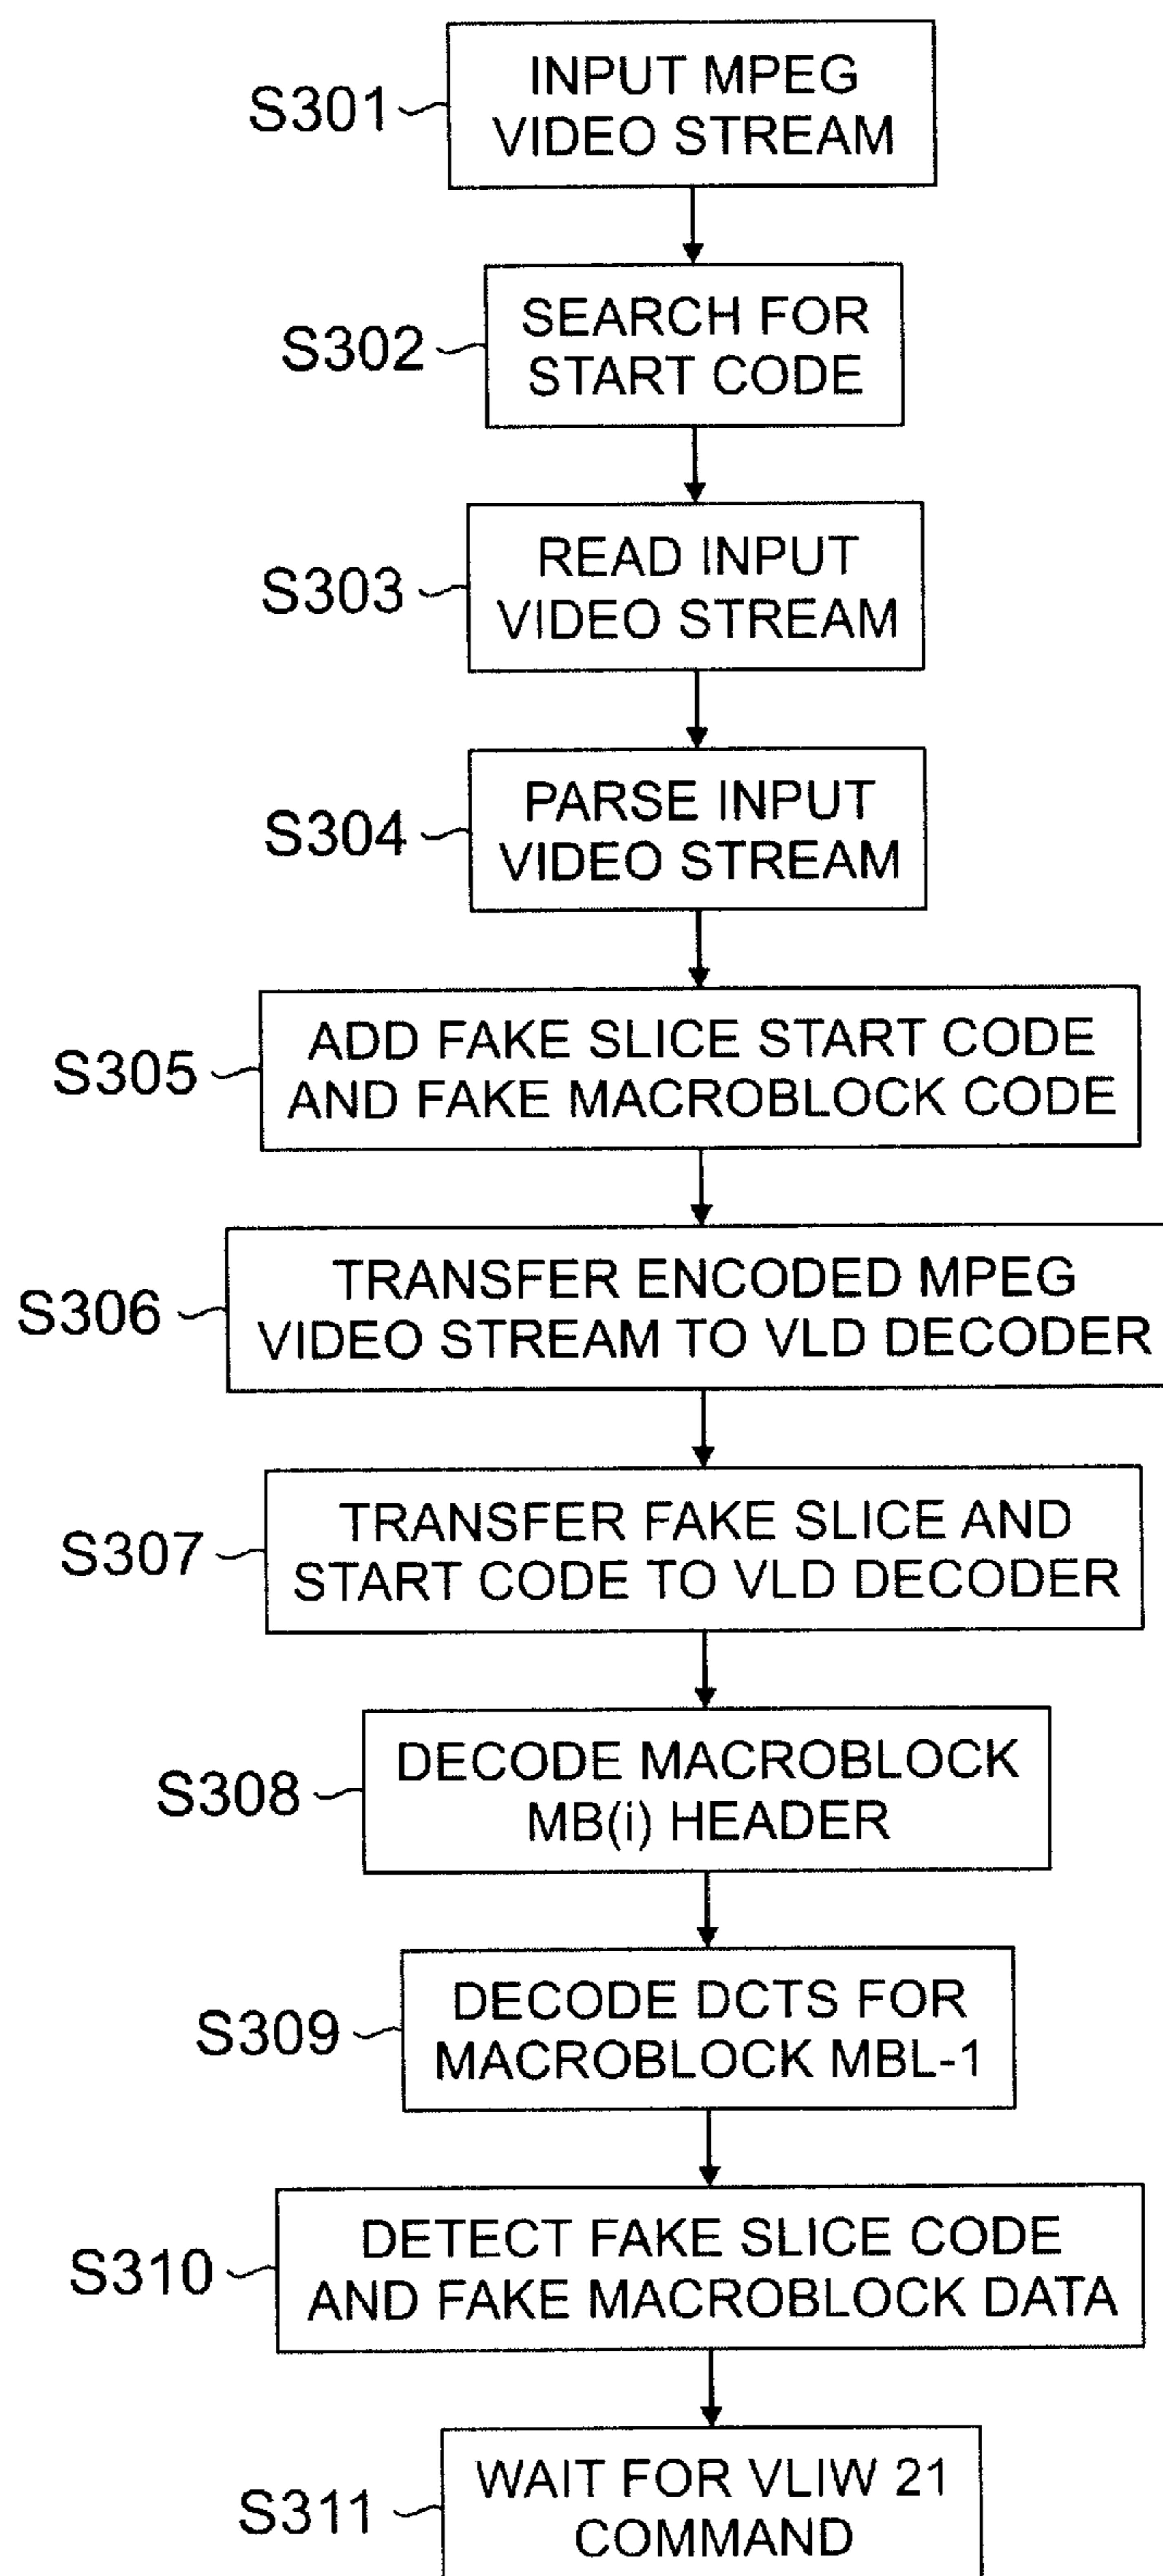 S301
INPUT MPEG
VIDEO STREAM
S302
SEARCH FOR
START CODE
S303
READ INPUT
VIDEO STREAM
S304
PARSE INPUT
VIDEO STREAM
S305
ADD FAKE SLICE START CODE
AND FAKE MACROBLOCK CODE
S306
TRANSFER ENCODED MPEG
VIDEO STREAM TO VLD DECODER
S307
TRANSFER FAKE SLICE AND
START CODE TO VLD DECODER
S308
DECODE MACROBLOCK
MB(i) HEADER
S309
DECODE DCTS FOR
MACROBLOCK MBL-1
S310
DETECT FAKE SLICE CODE
AND FAKE MACROBLOCK DATA
S311
WAIT FOR VLIW 21
COMMAND